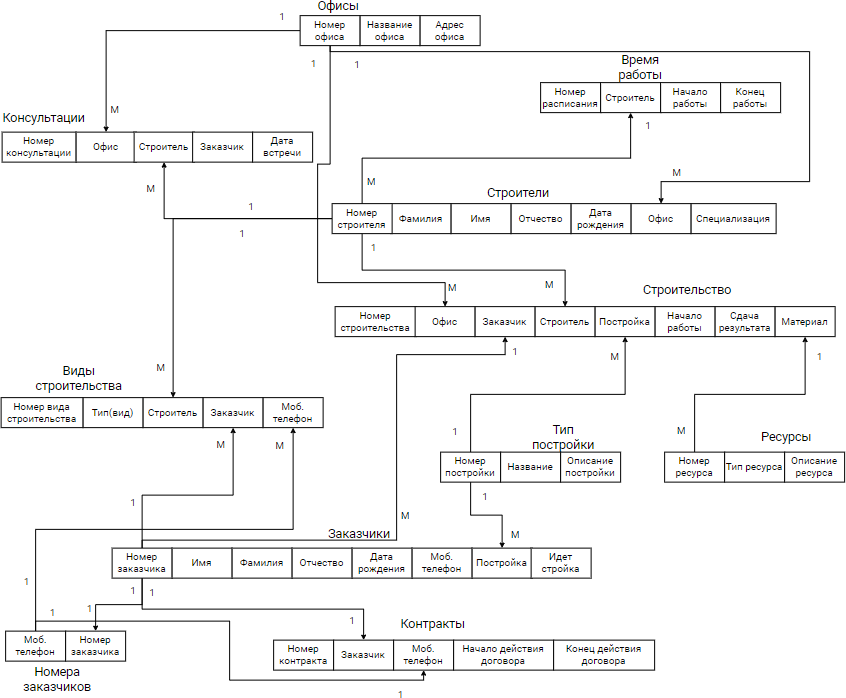 Офисы
1
Номер Название Адрес
офиса офиса офиса
1 1
Время
работы
Номер Строитель Начало Конец
расписания работы работы
М
Консультации
1
Номер Офис Строитель Заказчик Дата
консультации встречи
М
М М
Строители
1
Номер Фамилия Имя Отчество Дата Офис Специализация
строителя рождения
1
1
М М
Строительство
Номер Офис Заказчик Строитель Постройка Начало Сдача Материал
строительства работы результата
1 М 1
Виды
строительства
М
Номер вида Тип(вид) Строитель Заказчик Моб.
строительства телефон
М М
1 М
Тип
постройки
Ресурсы
Номер Название Описание
постройки постройки
Номер Тип ресурса Описание
ресурса ресурса
1 1
М
Заказчики
М
Номер Имя Фамилия Отчество Дата Моб. Постройка Идет
заказчика рождения телефон стройка
1
1 1
1 1 1
Контракты
Моб. Номер
телефон заказчика
Номер Заказчик Моб. Начало действия Конец действия
контракта телефон договора договора
Номера
заказчиков
1